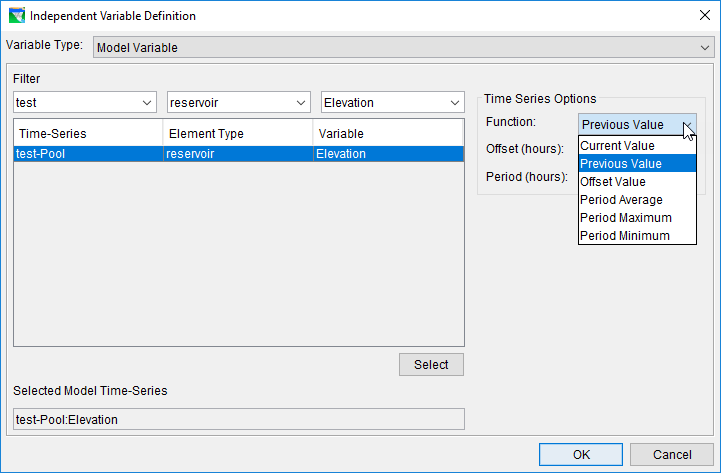 Independent Variable Definition
Variable Type: Model Variable
Filter
test reservoir Elevation
Time-Series Element Type Variable
test-Pool reservoir Elevation
Select
Selected Model Time-Series
test-Pool:Elevation
Time Series Options
Function: Previous Value
Offset (hours):
Period (hours):
Current Value
Previous Value
Offset Value
Period Average
Period Maximum
Period Minimum
OK Cancel